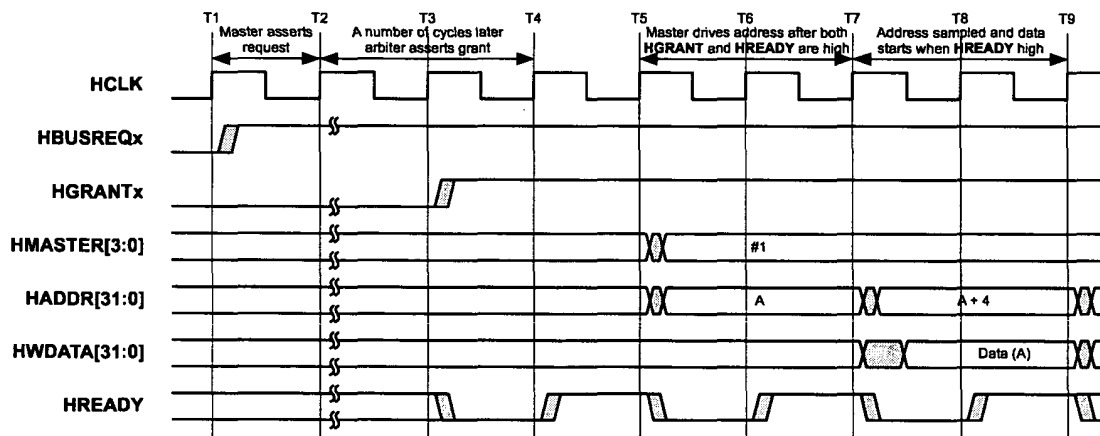 T1 T2 T3 T4 T5 T6 T7 T8 T9
Master asserts
request
A number of cycles later
arbiter asserts grant
Master drives address after both
HGRANT and HREADY are high
Address sampled and data
starts when HREADY high
HCLK
HBUSREQx
HGRANTx
HMASTER[3:0] #1
HADDR[31:0] A A + 4
HWDATA[31:0] Data (A)
HREADY